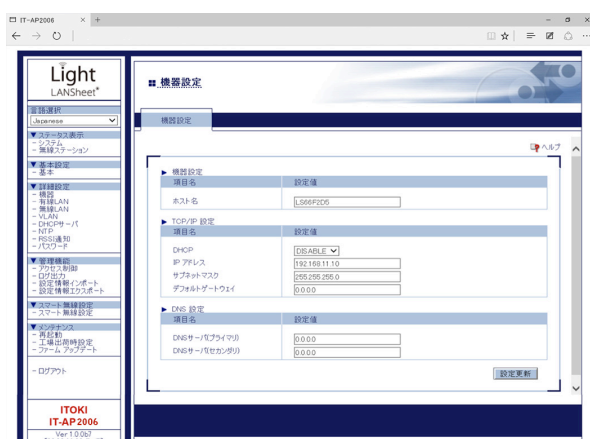 IT-AP2006
Light
LANSheet
言語選択
Japanese
▼ステータス表示
- システム
- 無線ステーション
▼基本設定
- 基本
▼詳細設定
- 機器
- 有線LAN
- 無線LAN
- VLAN
- DHCPサーバ
- NTP
- RSSI通知
- パスワード
▼管理機能
- アクセス制御
- ログ出力
- 設定情報インポート
- 設定情報エクスポート
▼スマート無線設定
- スマート無線設定
▼メンテナンス
- 再起動
- 工場出荷時設定
- ファーム アップデート
- ログアウト
ITOKI
IT-AP2006
Ver 1.0.0b7
機器設定
機器設定
ヘルプ
▶ 機器設定
項目名 設定値
ホスト名 LS66F2D5
▶ TCP/IP 設定
項目名 設定値
DHCP DISABLE
IP アドレス 192.168.11.10
サブネットマスク 255.255.255.0
デフォルトゲートウェイ 0.0.0.0
▶ DNS 設定
項目名 設定値
DNSサーバ(プライマリ) 0.0.0.0
DNSサーバ(セカンダリ) 0.0.0.0
設定更新